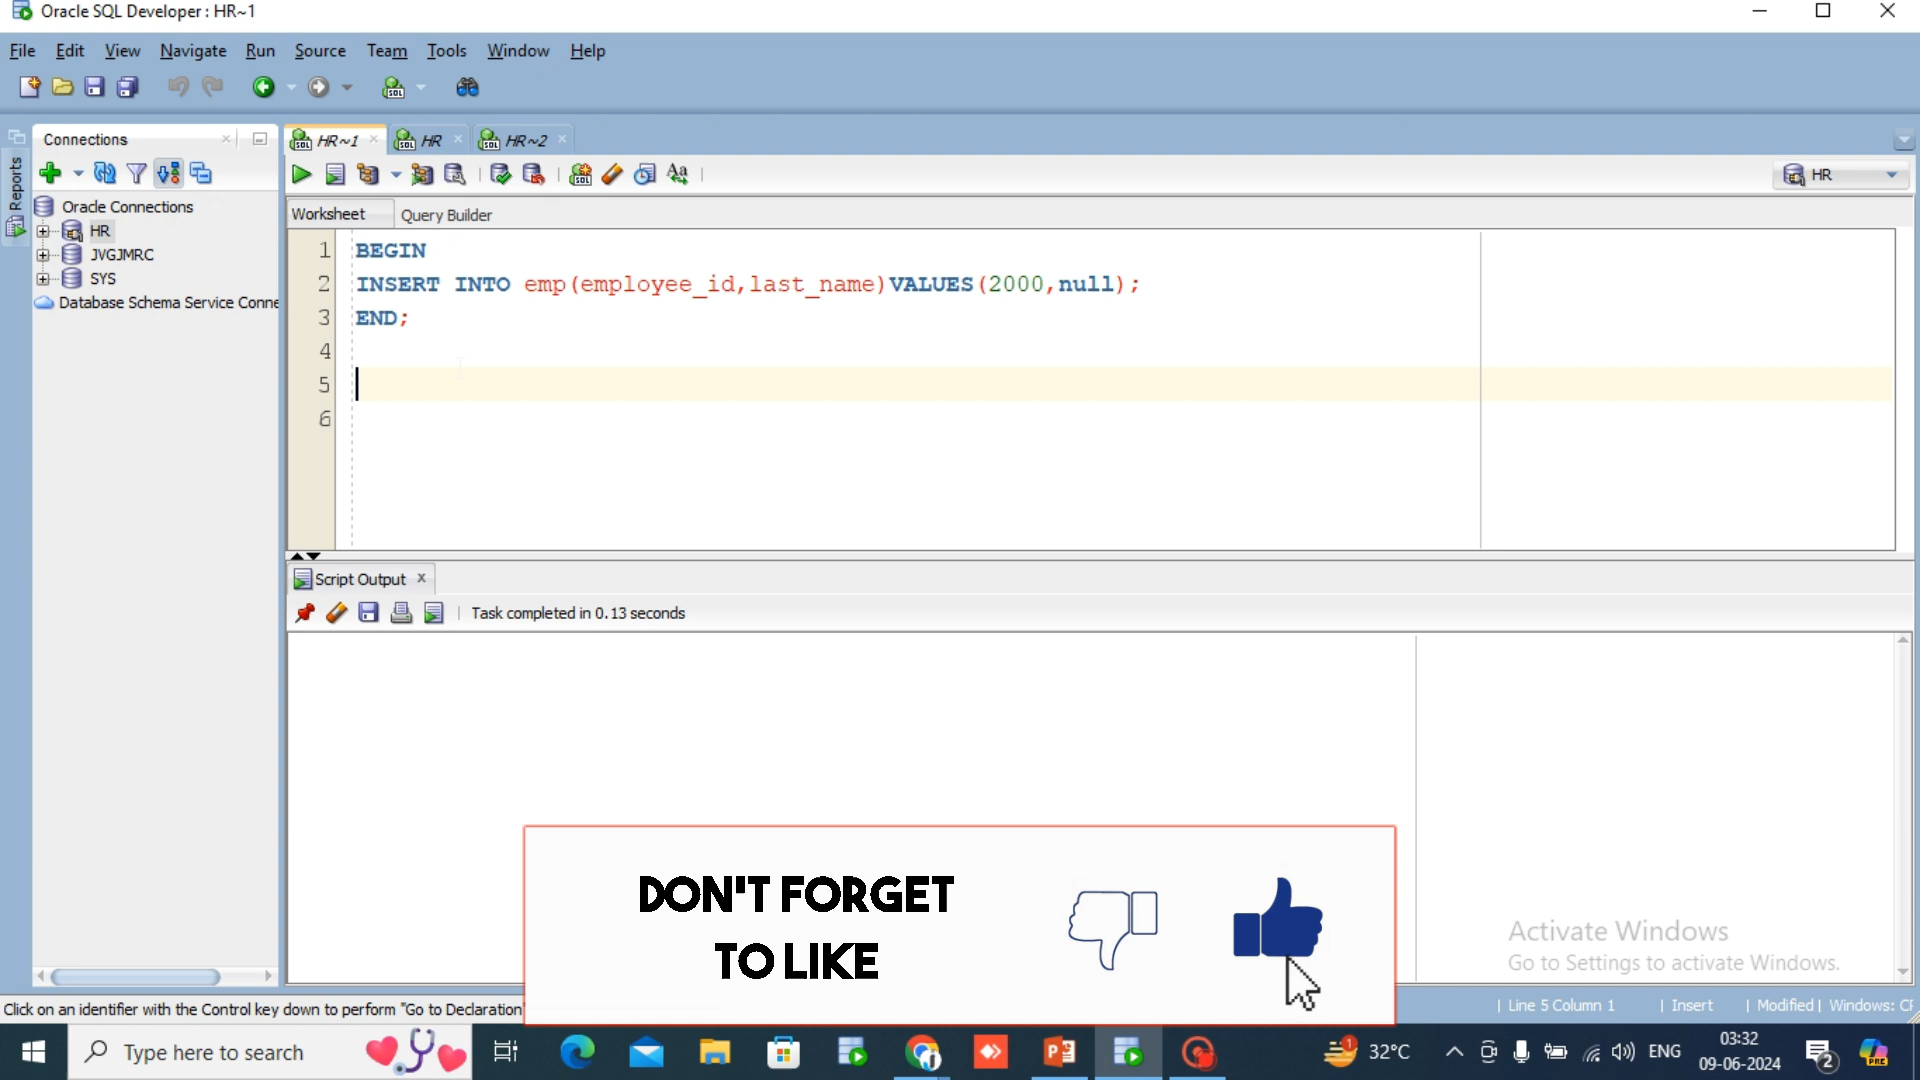 Oracle SQL Developer : HR~1
File Edit View Navigate Run Source Team Tools Window Help
Connections
HR~1 HR HR~2
Reports
HR
Oracle Connections
HR
JVGJMRC
SYS
Database Schema Service Conne
Worksheet Query Builder
1 BEGIN
2 INSERT INTO emp(employee_id,last_name)VALUES(2000,null);
3 END;
4
5
6
Script Output
Task completed in 0.13 seconds
DON'T FORGET
TO LIKE
Activate Windows
Go to Settings to activate Windows.
Click on an identifier with the Control key down to perform "Go to Declaration"
Line 5 Column 1 Insert Modified Windows: CR
Type here to search
1
32°C
ENG
03:32
09-06-2024
2
PRE